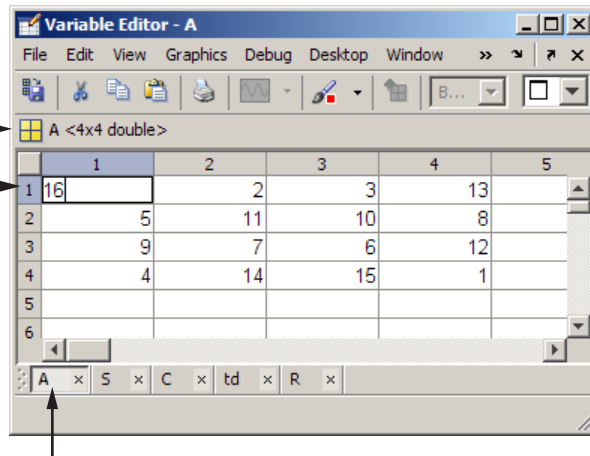 Variable Editor - A
File Edit View Graphics Debug Desktop Window »
B...
A <4x4 double>
1 2 3 4 5
1 16 2 3 13
2 5 11 10 8
3 9 7 6 12
4 4 14 15 1
5
6
A × S × C × td × R ×